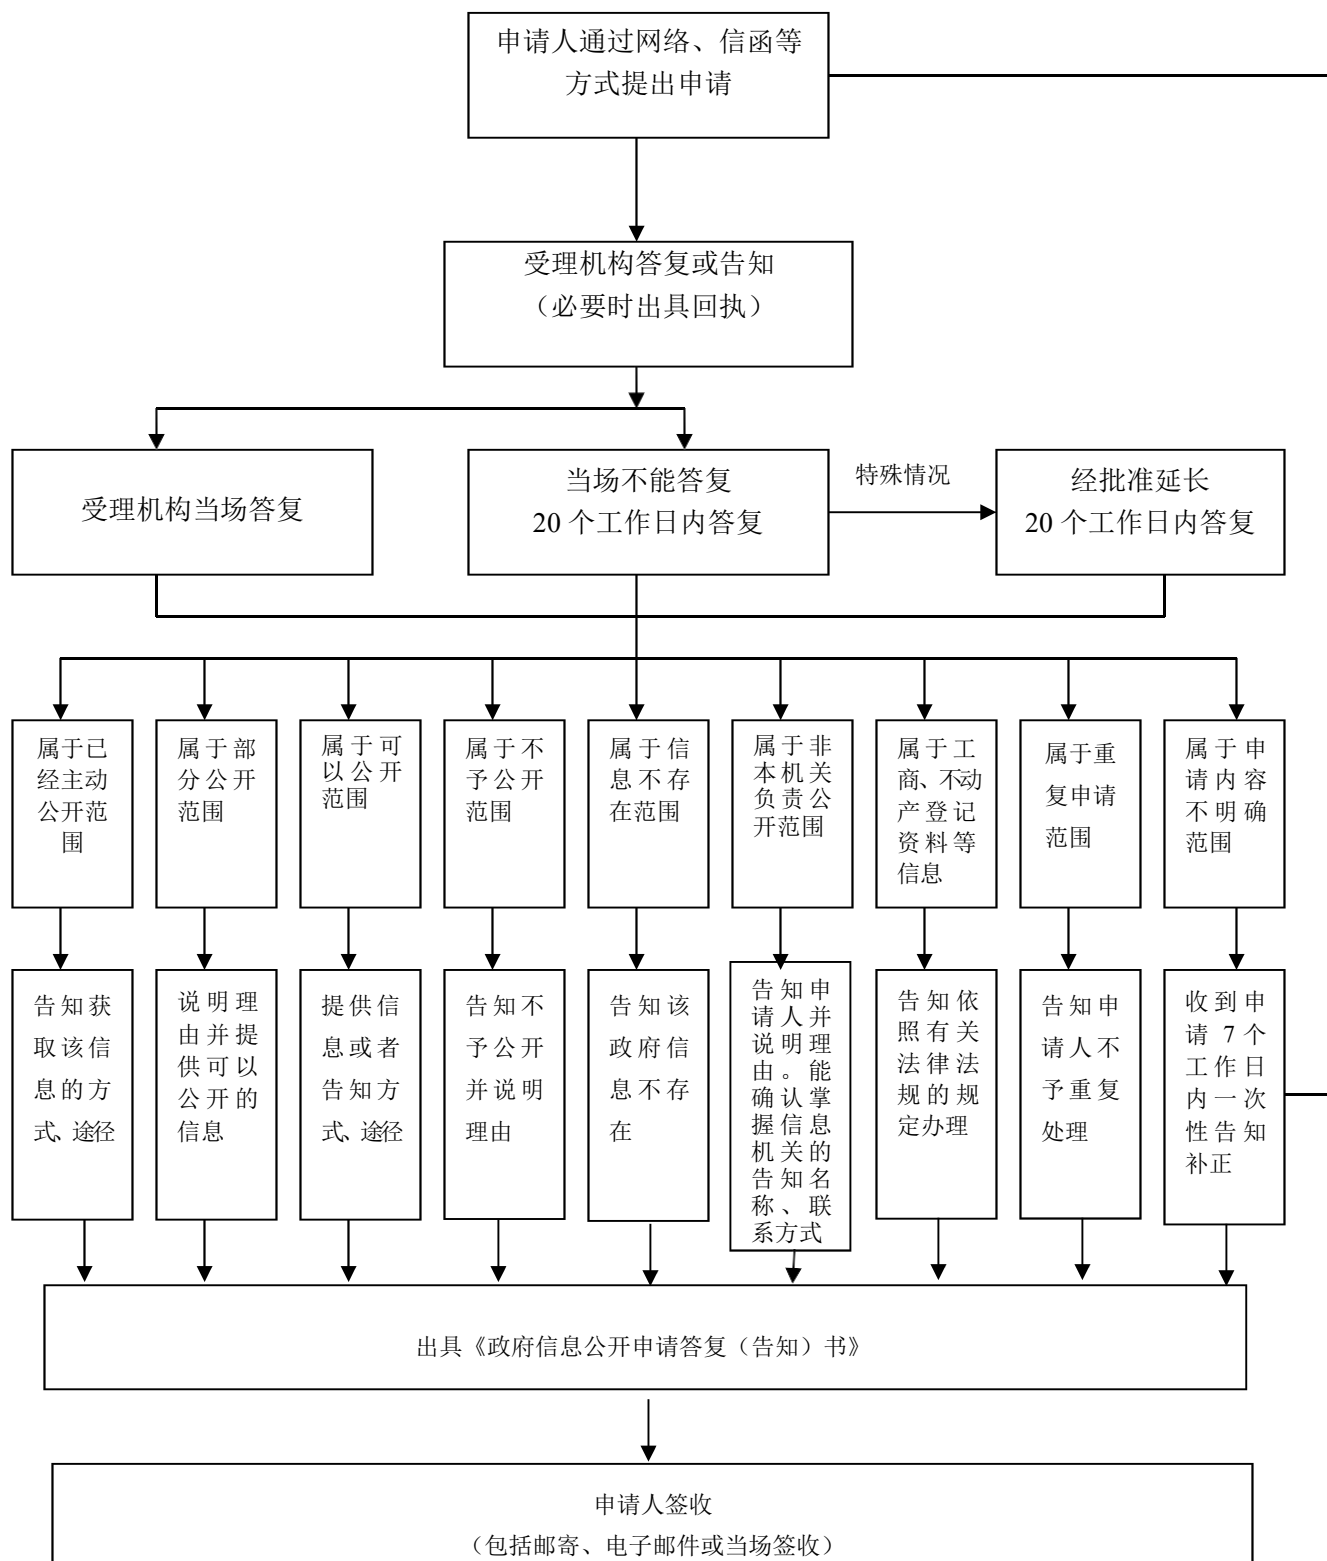 申请人通过网络、信函等
方式提出申请
受理机构答复或告知
（必要时出具回执）
受理机构当场答复
当场不能答复
20 个工作日内答复
特殊情况
经批准延长
20 个工作日内答复
属于已
经主动
公开范
围
属于部
分公开
范围
属于可
以公开
范围
属于不
予公开
范围
属于信
息不存
在范围
属于非
本机关
负责公
开范围
属于工
商、不动
产登记
资料等
信息
属于重
复申请
范围
属于申
请内容
不明确
范围
告知获
取该信
息的方
式、途径
说明理
由并提
供可以
公开的
信息
提供信
息或者
告知方
式、途径
告知不
予公开
并说明
理由
告知该
政府信
息不存
在
告知申
请人并
说明理
由。能
确认掌
握信息
机关的
告知名
称、联
系方式
告知依
照有关
法律法
规的规
定办理
告知申
请人不
予重复
处理
收到申
请 7 个
工作日
内一次
性告知
补正
出具《政府信息公开申请答复（告知）书》
申请人签收
（包括邮寄、电子邮件或当场签收）